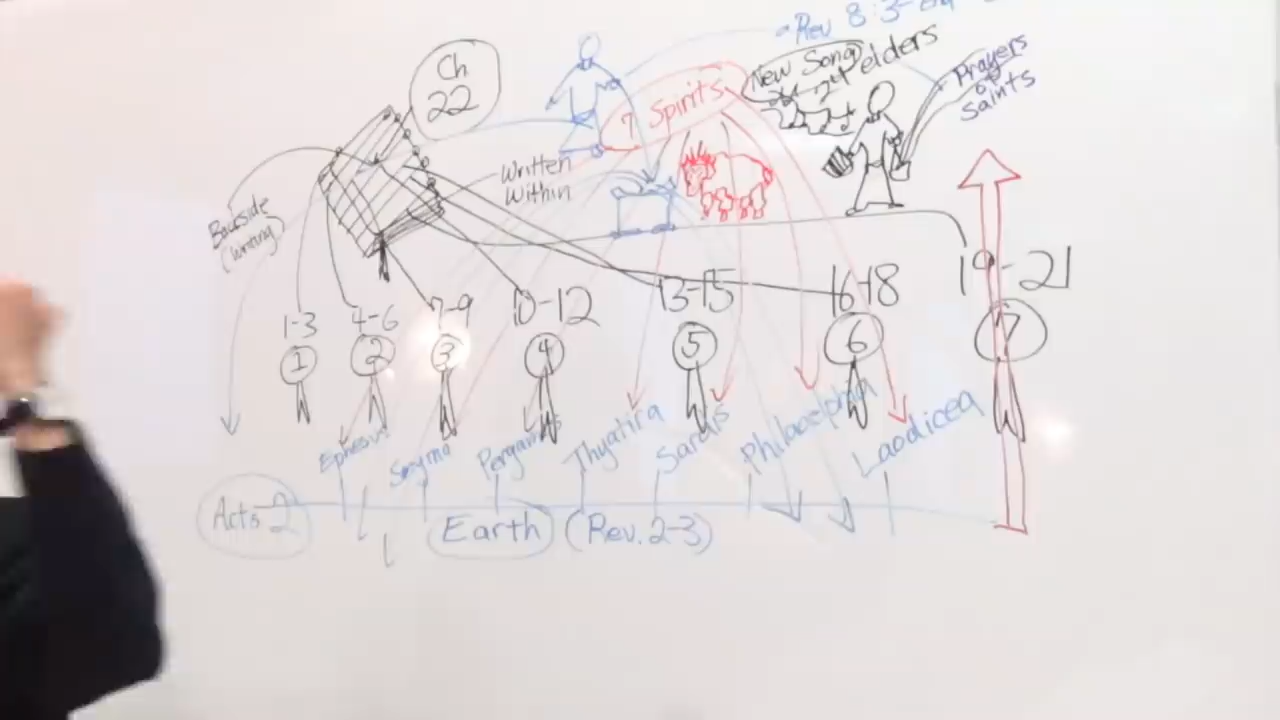 Rev 8:3-
Ch
22
7 Spirits
New Song
24 elders
Prayers
of
Saints
Written
Within
Backside
(Writing)
1-3
4-6
7-9
10-12
13-15
16-18
19-21
1
2
3
4
5
6
7
Ephesus
Smyrna
Pergamos
Thyatira
Sardis
Philadelphia
Laodicea
Acts 2
Earth
(Rev. 2-3)